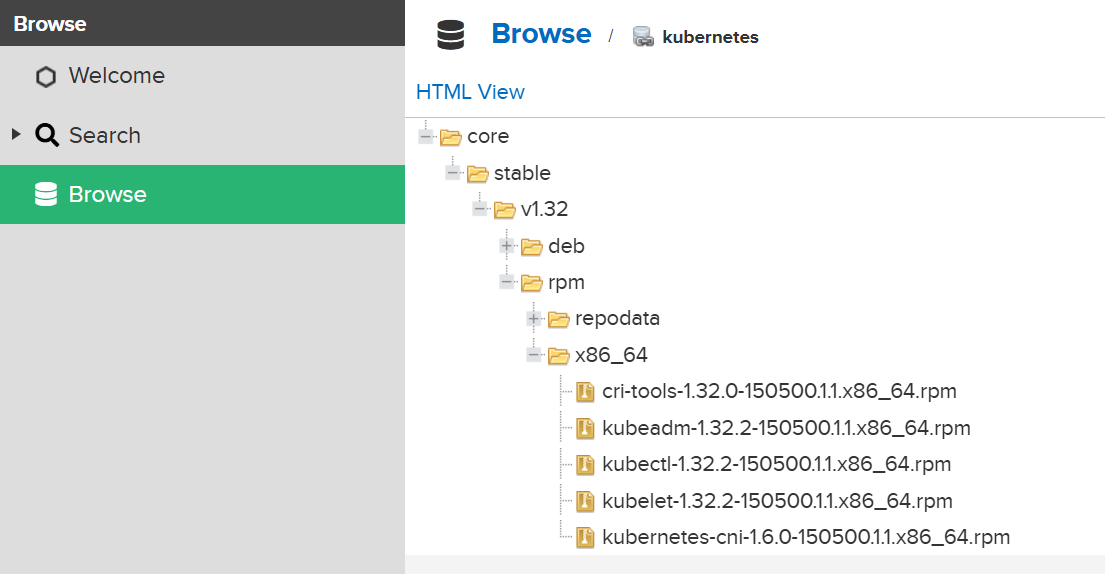 Browse
Welcome
Search
Browse
Browse / kubernetes
HTML View
core
stable
v1.32
deb
rpm
repodata
x86_64
cri-tools-1.32.0-150500.1.1.x86_64.rpm
kubeadm-1.32.2-150500.1.1.x86_64.rpm
kubectl-1.32.2-150500.1.1.x86_64.rpm
kubelet-1.32.2-150500.1.1.x86_64.rpm
kubernetes-cni-1.6.0-150500.1.1.x86_64.rpm